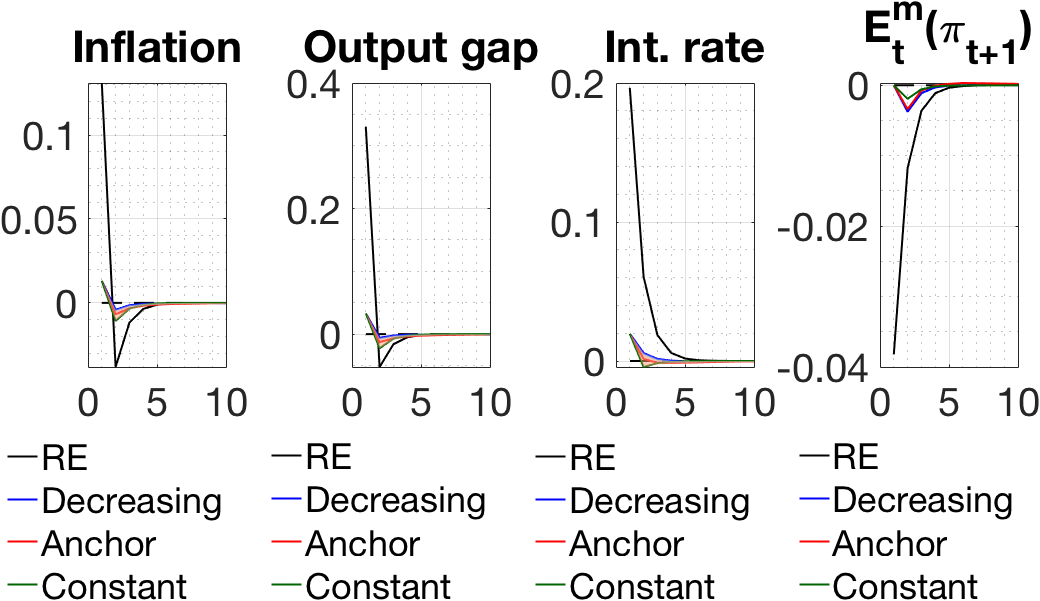 Inflation
0.1
0.05
0
0 5 10
RE
Decreasing
Anchor
Constant
Output gap
0.4
0.2
0
0 5 10
RE
Decreasing
Anchor
Constant
Int. rate
0.2
0.1
0
0 5 10
RE
Decreasing
Anchor
Constant
E_t^m(π_{t+1})
0
-0.02
-0.04
0 5 10
RE
Decreasing
Anchor
Constant